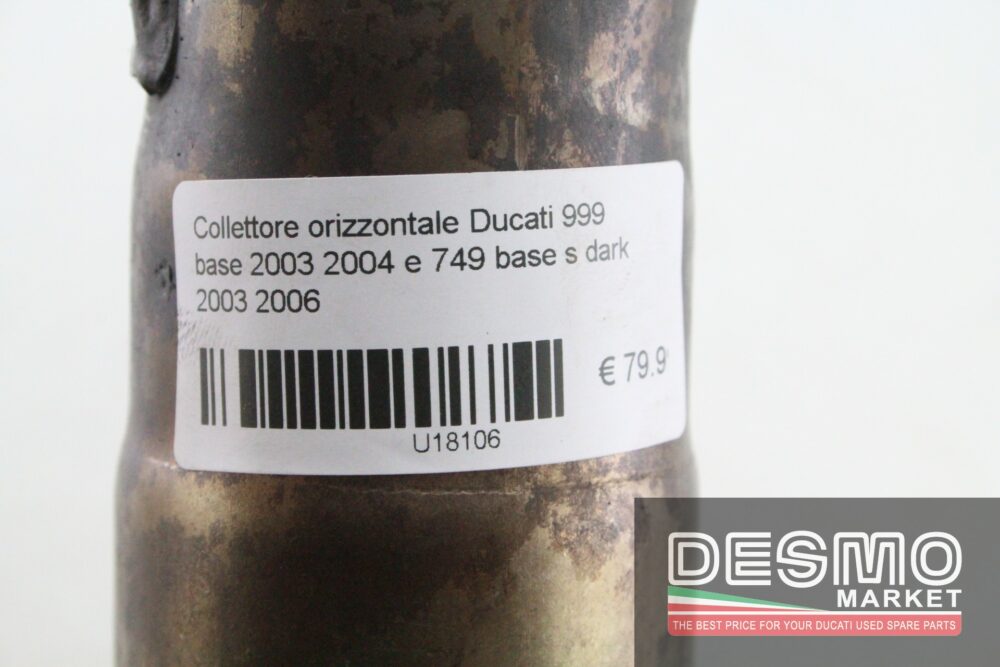 Collettore orizzontale Ducati 999
base 2003 2004 e 749 base s dark
2003 2006
€ 79.9
U18106
DESMO
MARKET
THE BEST PRICE FOR YOUR DUCATI USED SPARE PARTS